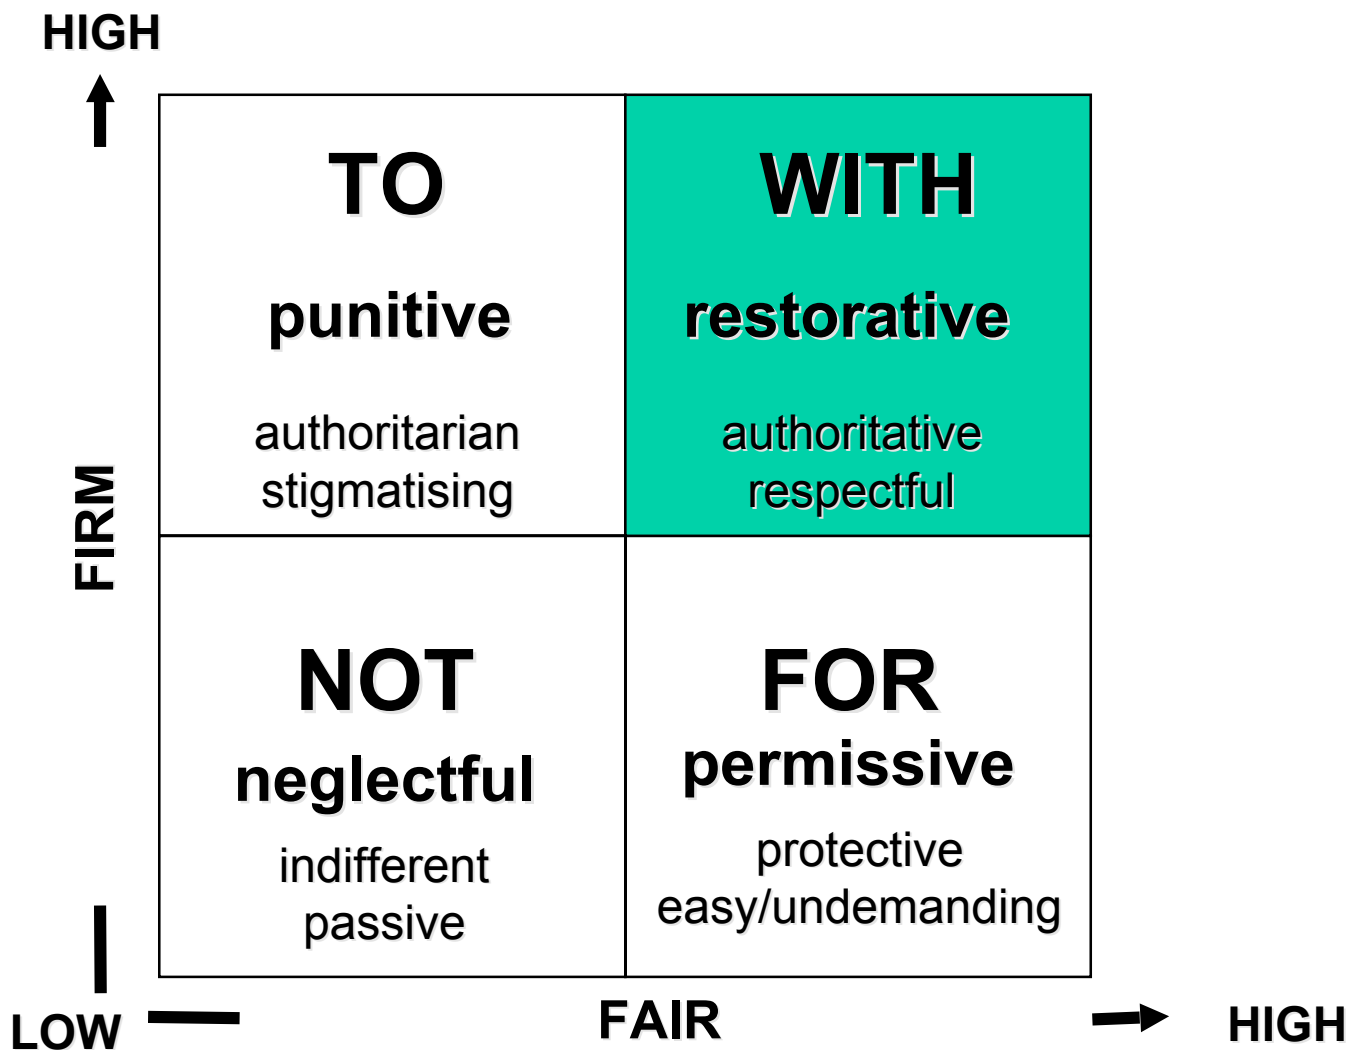 HIGH
TO
punitive
authoritarian
stigmatising
WITH
restorative
authoritative
respectful
FIRM
NOT
neglectful
indifferent
passive
FOR
permissive
protective
easy/undemanding
LOW
FAIR
HIGH